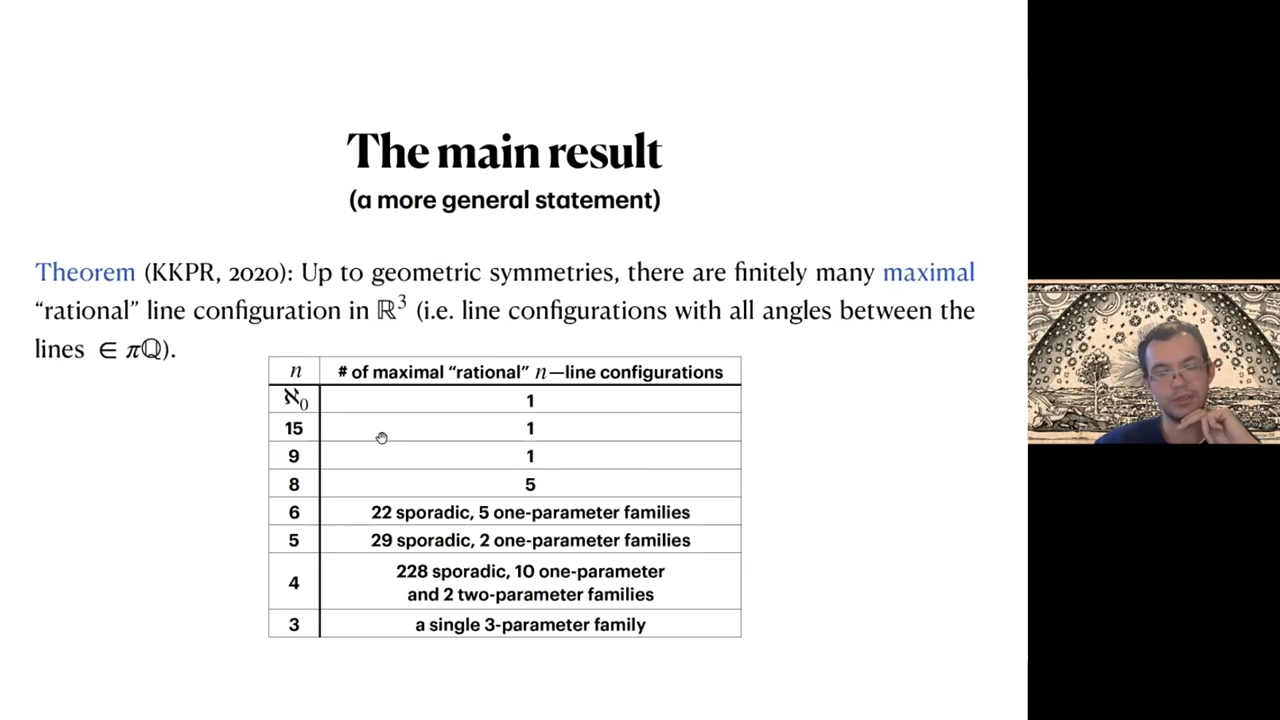 The main result
(a more general statement)
Theorem (KKPR, 2020): Up to geometric symmetries, there are finitely many maximal
“rational” line configuration in ℝ³ (i.e. line configurations with all angles between the
lines ∈ πℚ).
n # of maximal “rational” n—line configurations
ℵ₀ 1
15 1
9 1
8 5
6 22 sporadic, 5 one-parameter families
5 29 sporadic, 2 one-parameter families
4 228 sporadic, 10 one-parameter
and 2 two-parameter families
3 a single 3-parameter family